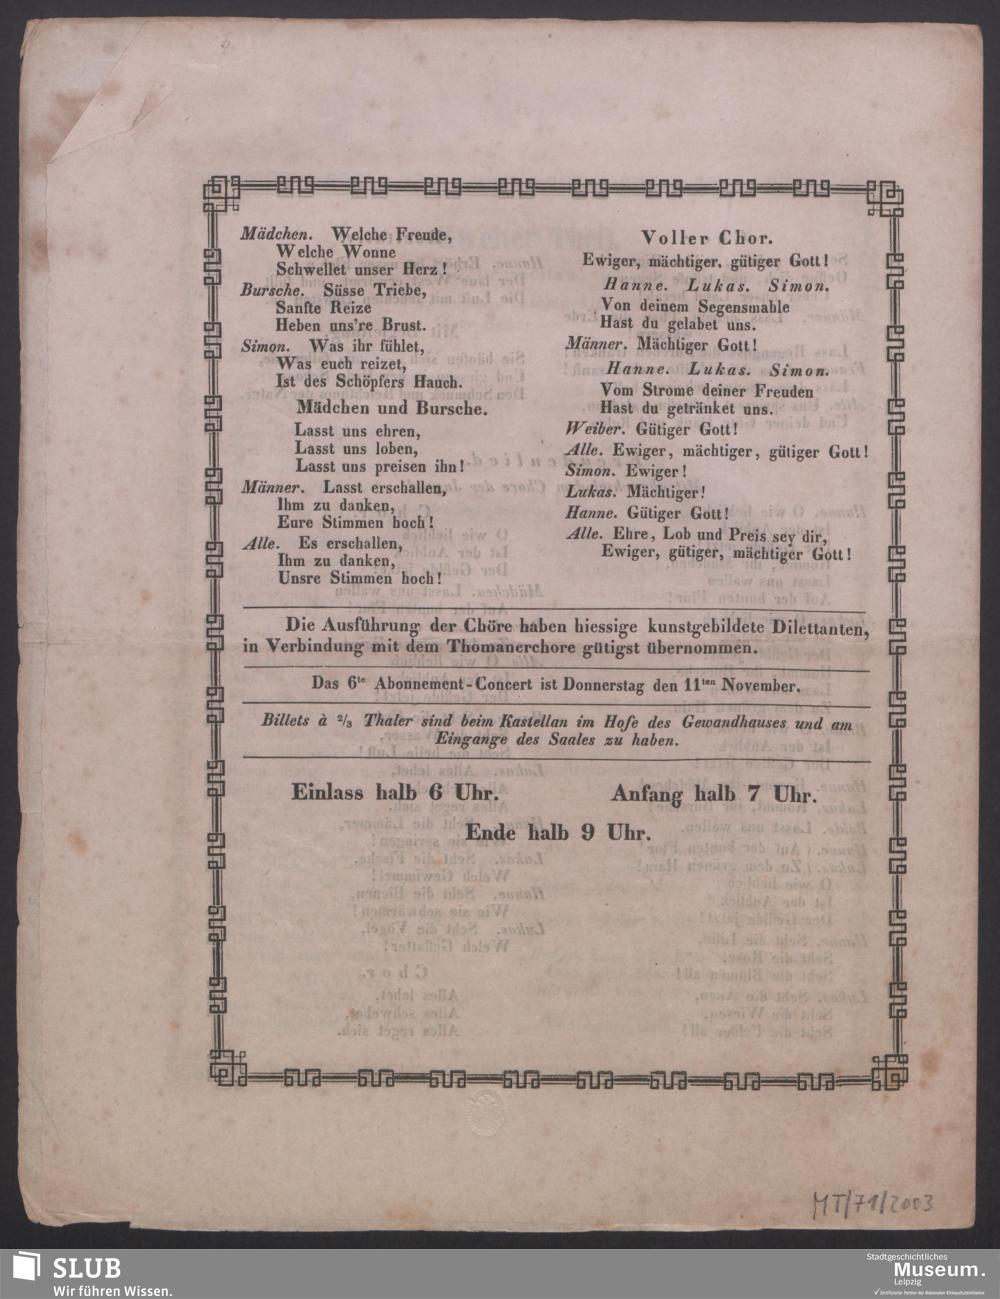 Mädchen. Welche Freude,
Welche Wonne
Schwellet unser Herz!
Bursche. Süsse Triebe,
Sanfte Reize
Heben uns're Brust.
Simon. Was ihr fühlet,
Was euch reizet,
Ist des Schöpfers Hauch.
Mädchen und Bursche.
Lasst uns ehren,
Lasst uns loben,
Lasst uns preisen ihn!
Männer. Lasst erschallen,
Ihm zu danken,
Eure Stimmen hoch!
Alle. Es erschallen,
Ihm zu danken,
Unsre Stimmen hoch!
Voller Chor.
Ewiger, mächtiger, gütiger Gott!
Hanne. Lukas. Simon.
Von deinem Segensmahle
Hast du gelabet uns.
Männer. Mächtiger Gott!
Hanne. Lukas. Simon.
Vom Strome deiner Freuden
Hast du getränket uns.
Weiber. Gütiger Gott!
Alle. Ewiger, mächtiger, gütiger Gott!
Simon. Ewiger!
Lukas. Mächtiger!
Hanne. Gütiger Gott!
Alle. Ehre, Lob und Preis sey dir,
Ewiger, gütiger, mächtiger Gott!
Die Ausführung der Chöre haben hiessige kunstgebildete Dilettanten,
in Verbindung mit dem Thomanerchore gütigst übernommen.
Das 6te Abonnement-Concert ist Donnerstag den 11ten November.
Billets à 2/3 Thaler sind beim Kastellan im Hofe des Gewandhauses und am
Eingange des Saales zu haben.
Einlass halb 6 Uhr. Anfang halb 7 Uhr.
Ende halb 9 Uhr.
MT/71/2003
SLUB
Wir führen Wissen.
Stadtgeschichtliches
Museum.
Leipzig
Zertifizierter Partner der Nationalen Klimaschutzinitiative